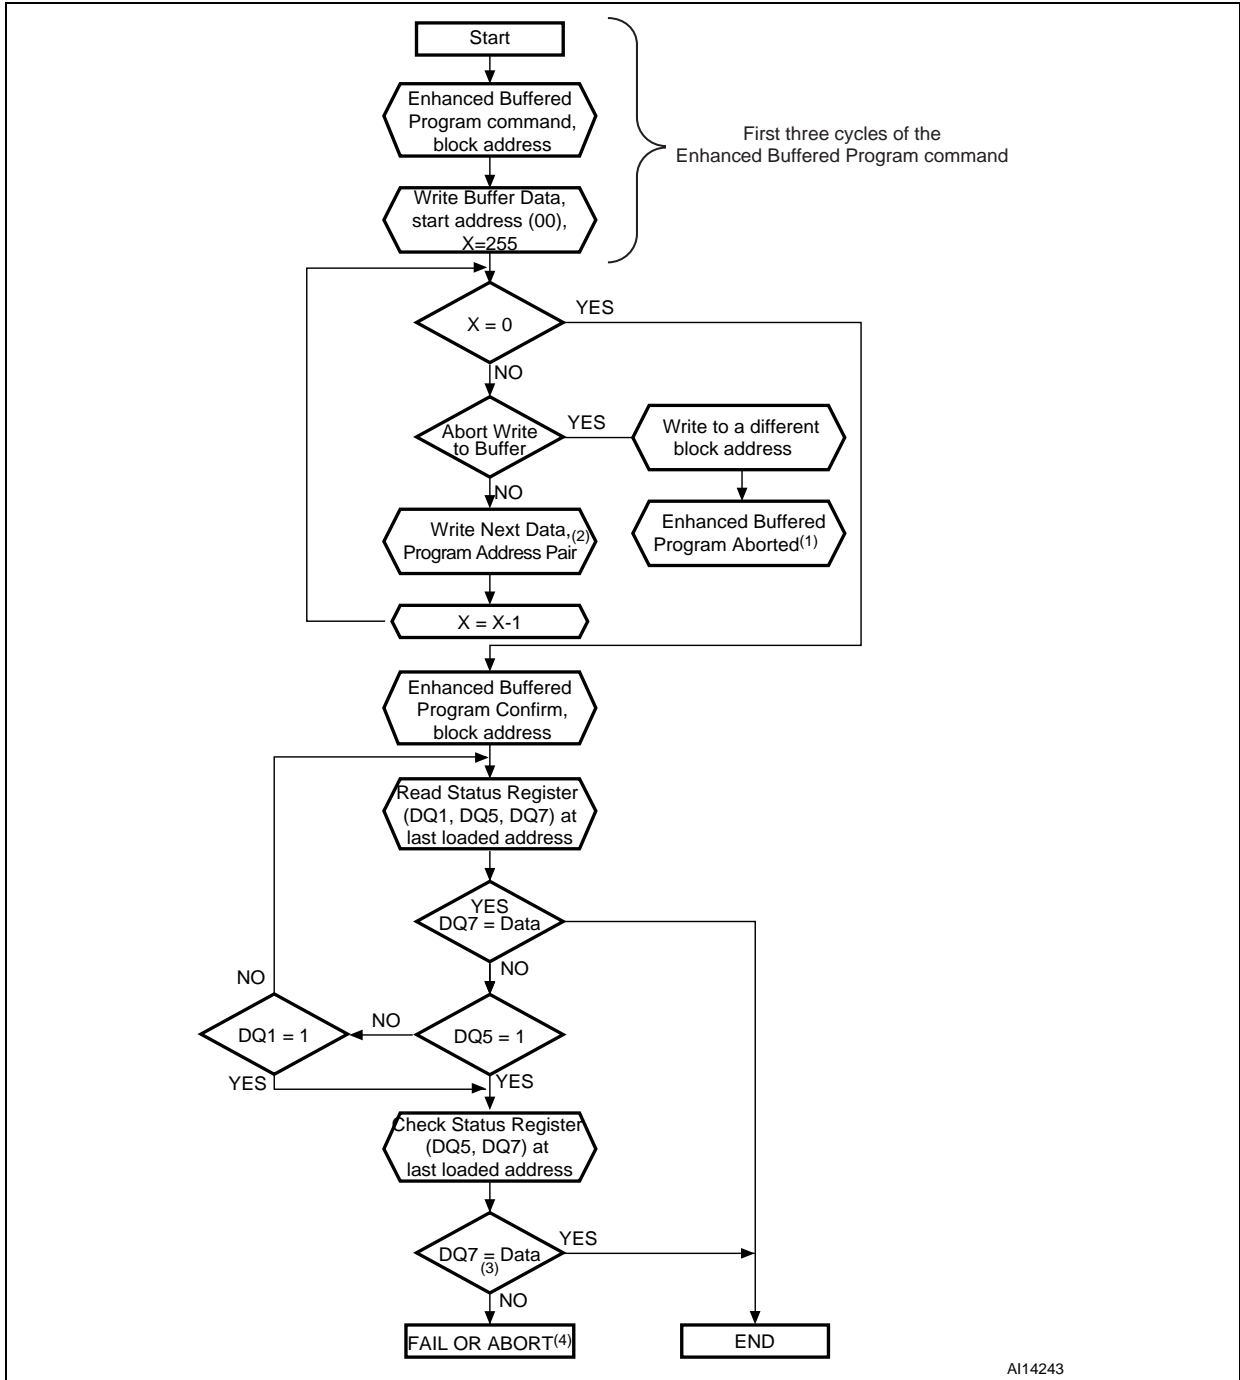 Start
Enhanced Buffered
Program command,
block address
First three cycles of the
Enhanced Buffered Program command
Write Buffer Data,
start address (00),
X=255
X = 0
YES
NO
Abort Write
to Buffer
YES
Write to a different
block address
NO
Enhanced Buffered
Program Aborted(1)
Write Next Data,(2)
Program Address Pair
X = X-1
Enhanced Buffered
Program Confirm,
block address
Read Status Register
(DQ1, DQ5, DQ7) at
last loaded address
YES
DQ7 = Data
NO
NO
DQ1 = 1
NO
DQ5 = 1
YES
YES
Check Status Register
(DQ5, DQ7) at
last loaded address
DQ7 = Data
(3)
YES
NO
FAIL OR ABORT(4)
END
AI14243